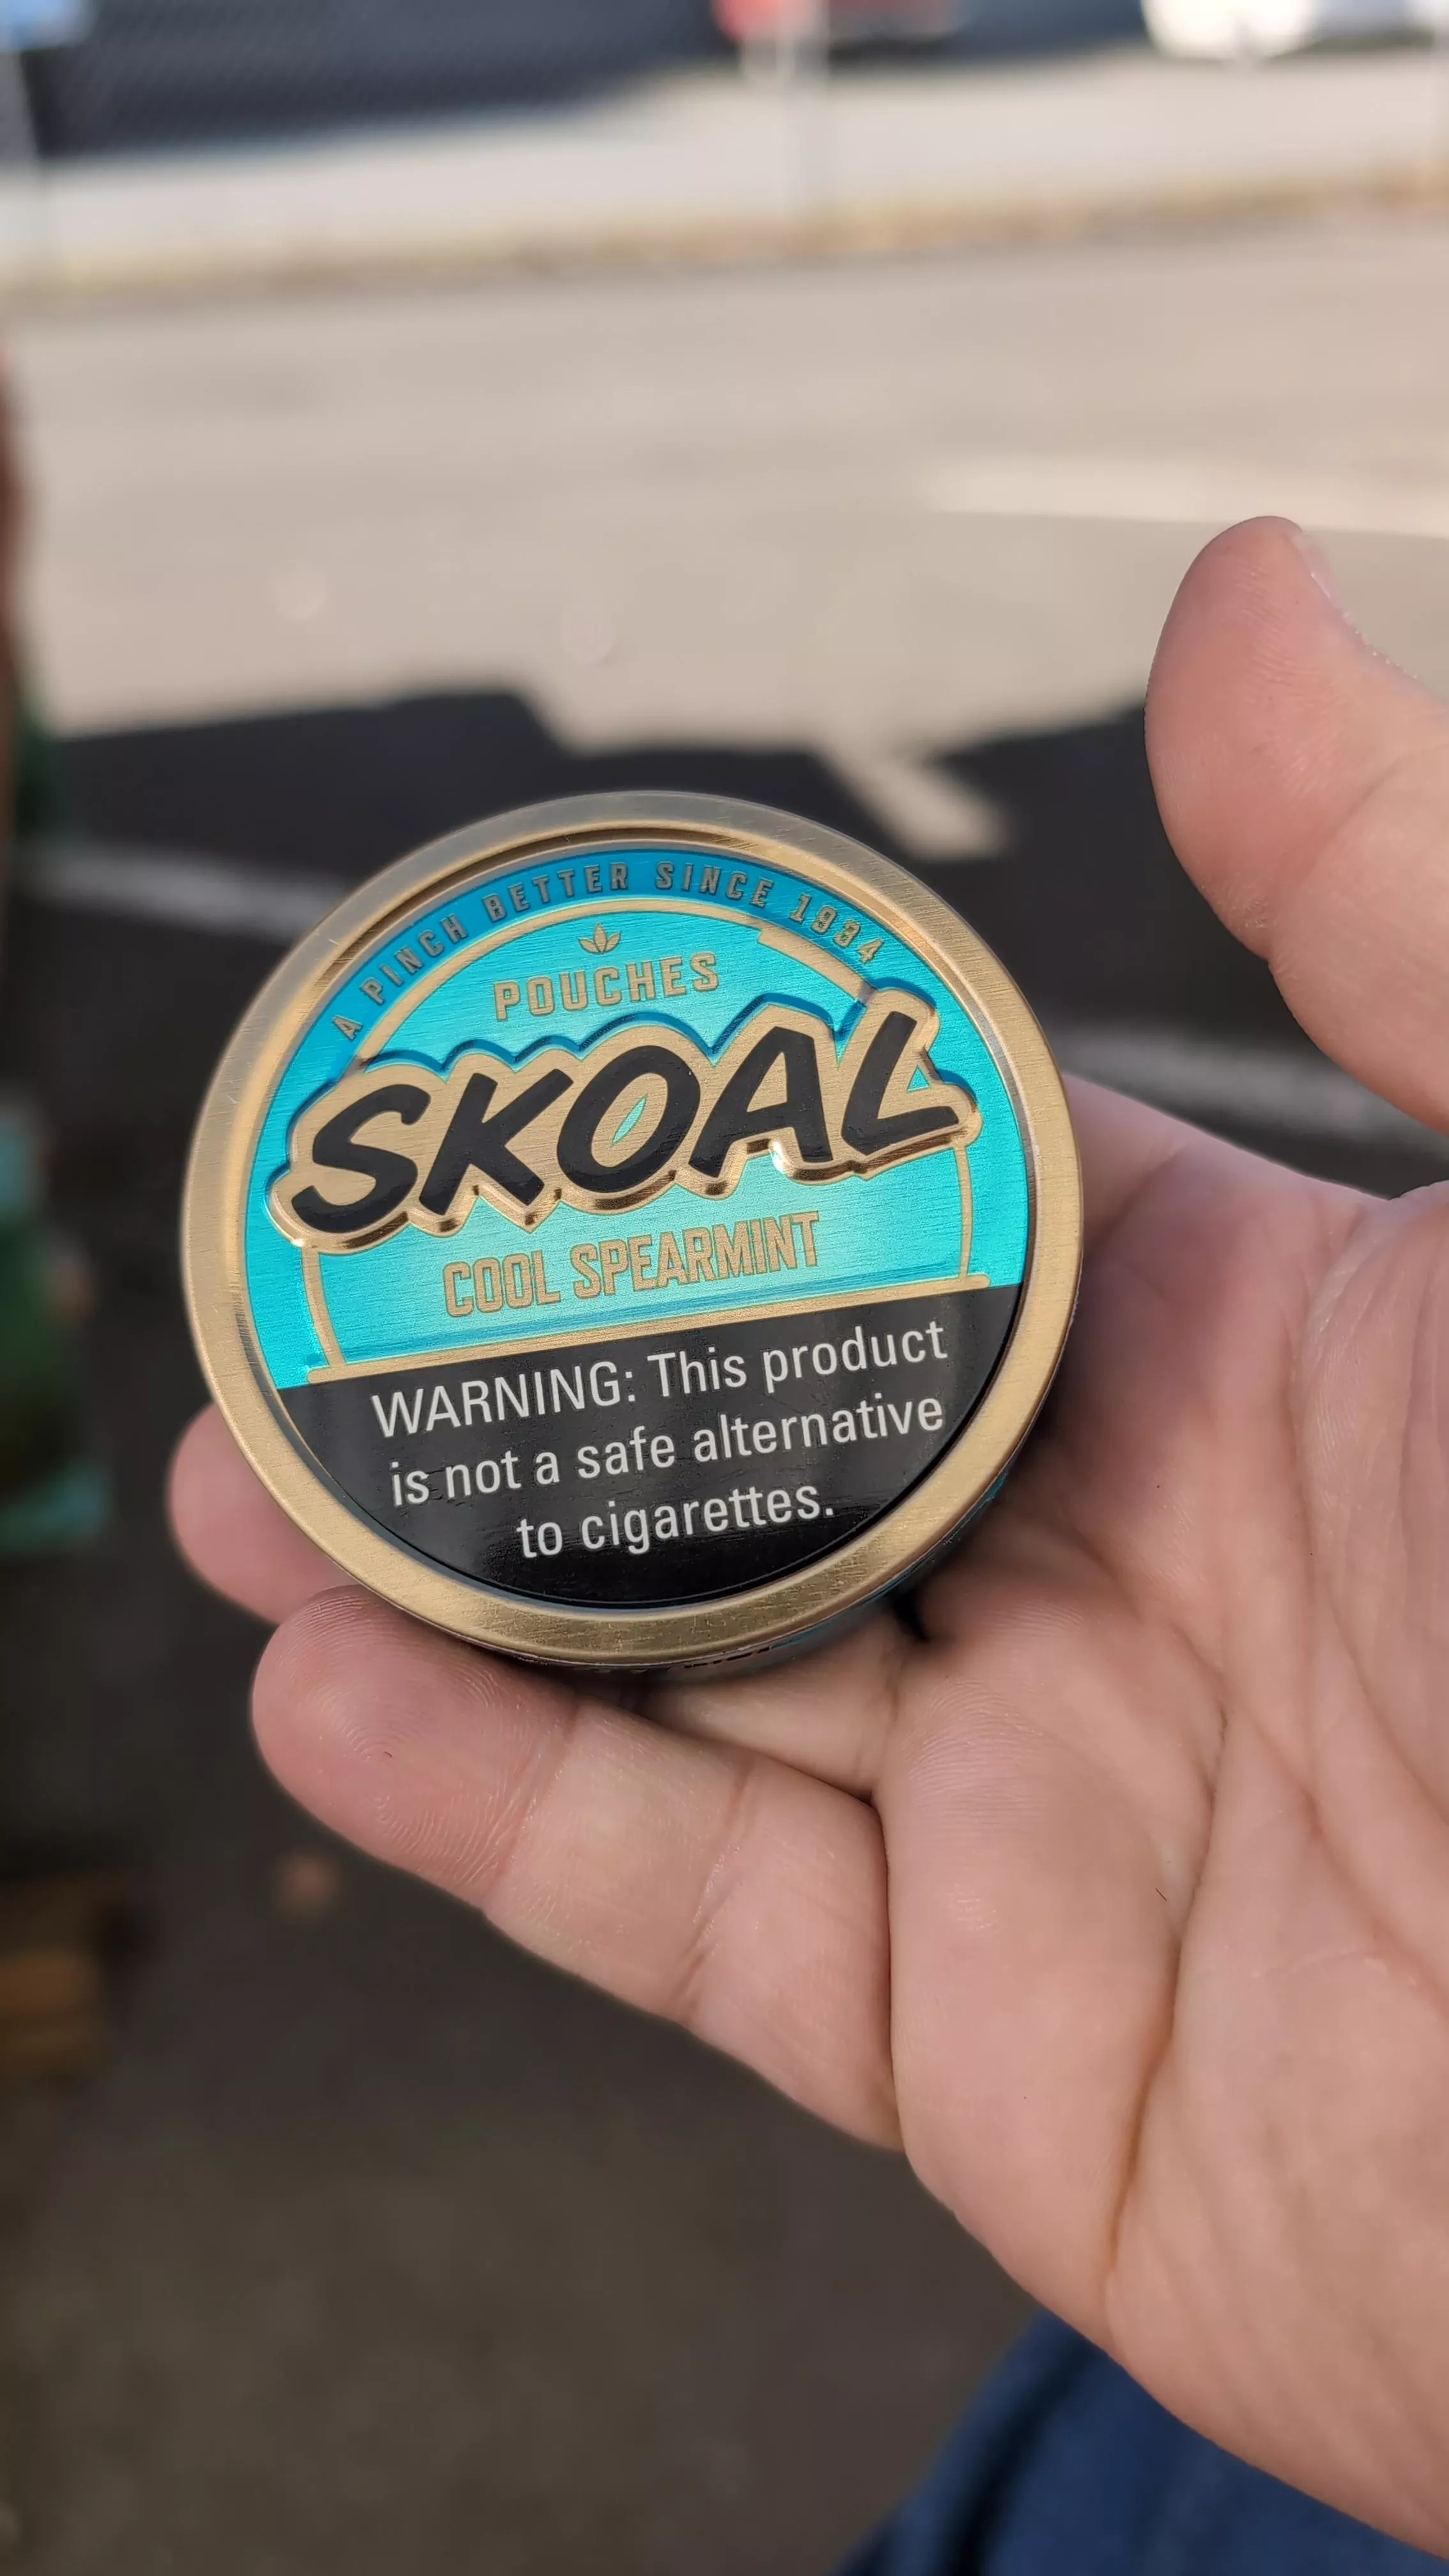 A PINCH BETTER SINCE 1934
POUCHES
SKOAL
COOL SPEARMINT
WARNING: This product
is not a safe alternative
to cigarettes.